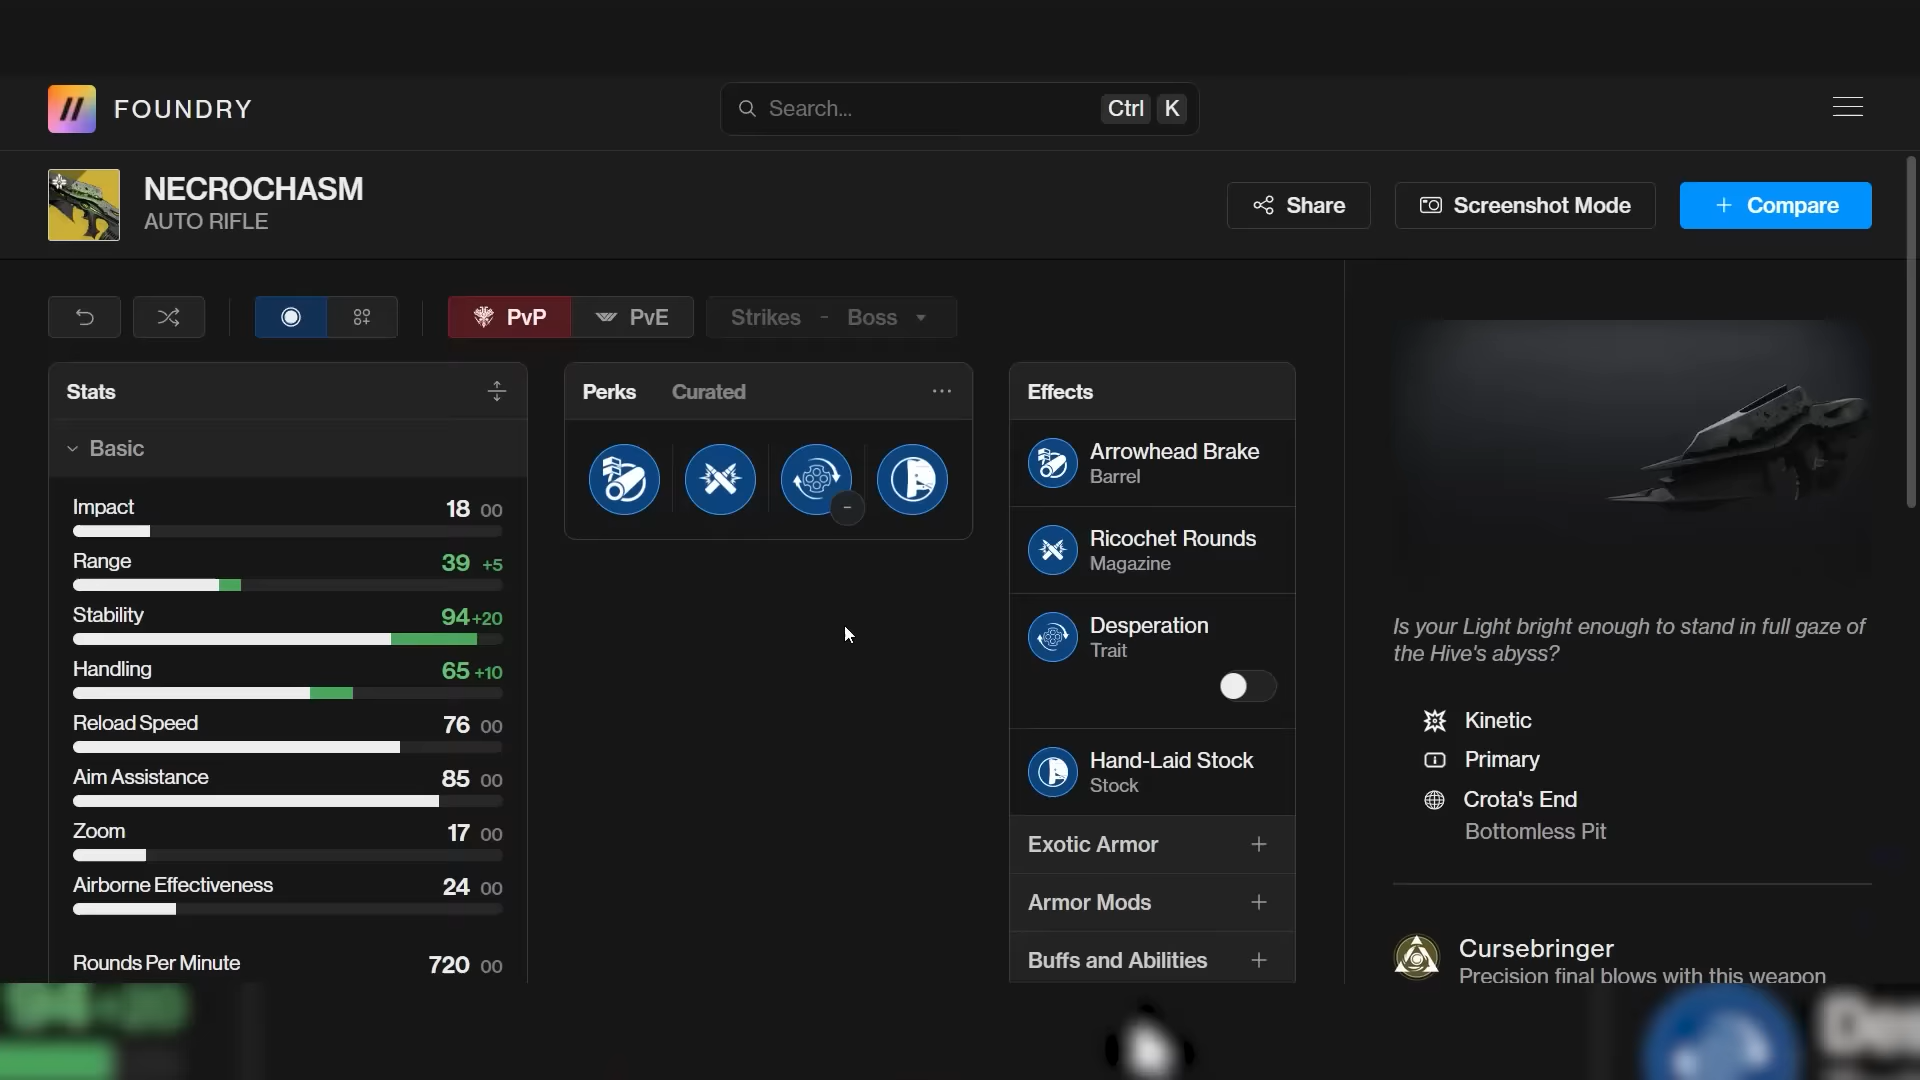 FOUNDRY
Search...
Ctrl K
NECROCHASM
AUTO RIFLE
Share
Screenshot Mode
+ Compare
PvP
PvE
Strikes - Boss
Stats
Basic
Impact 18 00
Range 39 +5
Stability 94 +20
Handling 65 +10
Reload Speed 76 00
Aim Assistance 85 00
Zoom 17 00
Airborne Effectiveness 24 00
Rounds Per Minute 720 00
Perks Curated ...
Effects
Arrowhead Brake
Barrel
Ricochet Rounds
Magazine
Desperation
Trait
Hand-Laid Stock
Stock
Exotic Armor +
Armor Mods +
Buffs and Abilities +
Is your Light bright enough to stand in full gaze of
the Hive's abyss?
Kinetic
Primary
Crota's End
Bottomless Pit
Cursebringer
Precision final blows with this weapon